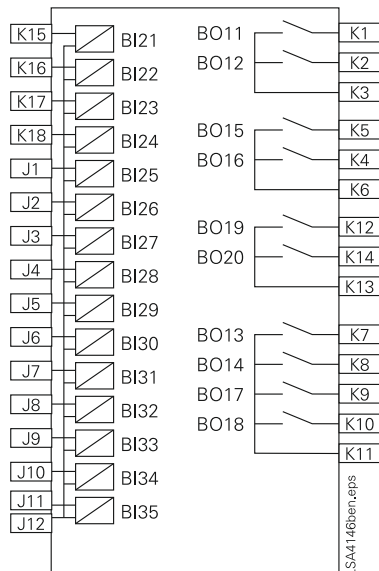 K15 BI21
K16 BI22
K17 BI23
K18 BI24
J1 BI25
J2 BI26
J3 BI27
J4 BI28
J5 BI29
J6 BI30
J7 BI31
J8 BI32
J9 BI33
J10 BI34
J11 BI35
J12
BO11 K1
BO12 K2
K3
BO15 K5
BO16 K4
K6
BO19 K12
BO20 K14
K13
BO13 K7
BO14 K8
BO17 K9
BO18 K10
K11
LSA4146ben.eps